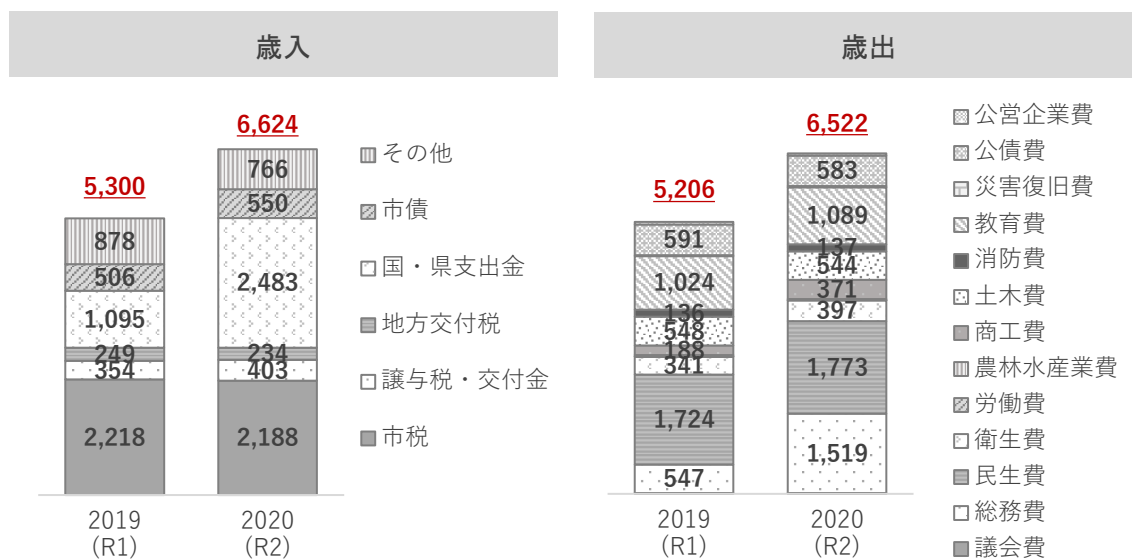 歳入
6,624
5,300
766
550
2,483
234
403
2,188
878
506
1,095
249
354
2,218
その他
市債
国・県支出金
地方交付税
譲与税・交付金
市税
2019
(R1)
2020
(R2)
歳出
6,522
5,206
583
1,089
137
544
371
397
1,773
1,519
591
1,024
136
548
188
341
1,724
547
公営企業費
公債費
災害復旧費
教育費
消防費
土木費
商工費
農林水産業費
労働費
衛生費
民生費
総務費
議会費
2019
(R1)
2020
(R2)